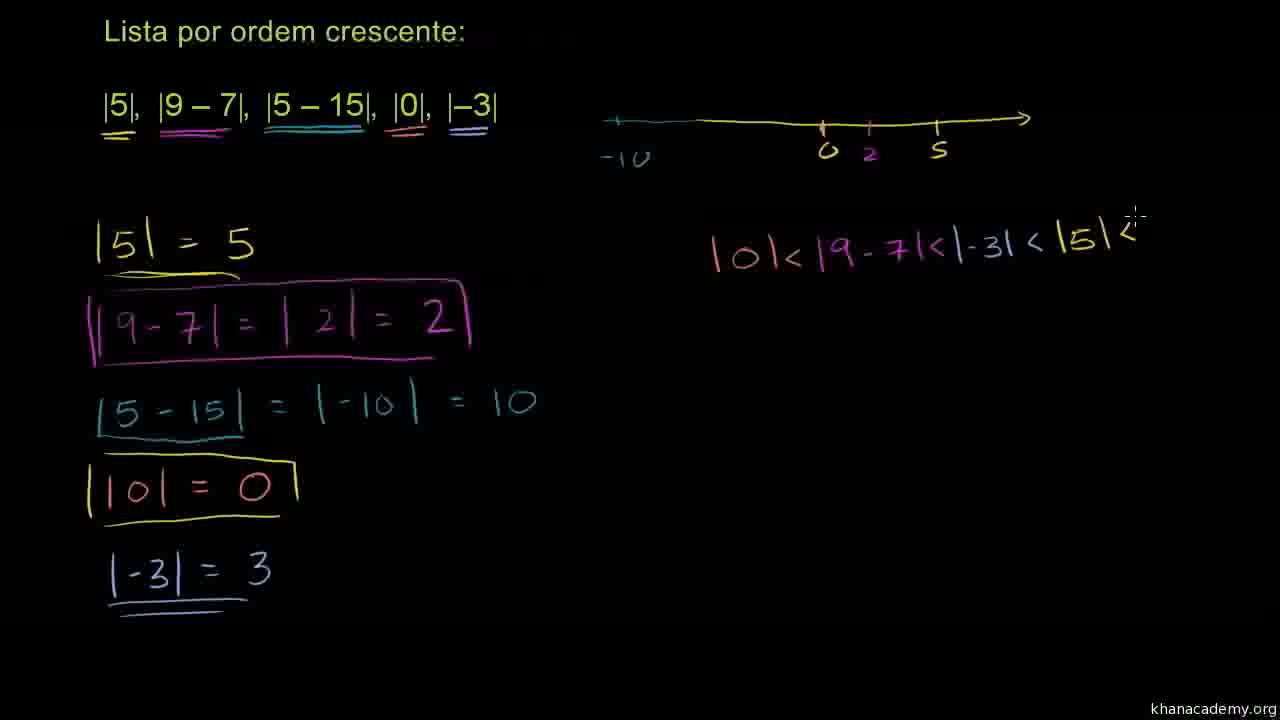 Lista por ordem crescente:
|5|, |9 – 7|, |5 – 15|, |0|, |–3|
-10 0 2 5
|0| < |9 - 7| < |-3| < |5| <
|5| = 5
|9 - 7| = |2| = 2
|5 - 15| = |-10| = 10
|0| = 0
|-3| = 3
khanacademy.org